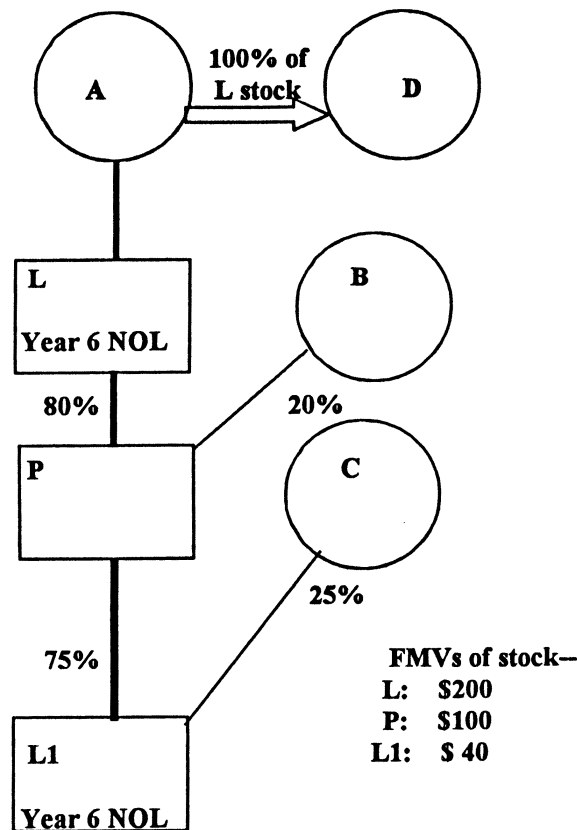 100% of
L stock
A
D
L
Year 6 NOL
B
80%
20%
P
C
25%
75%
FMVs of stock--
L: $200
P: $100
L1: $ 40
L1
Year 6 NOL